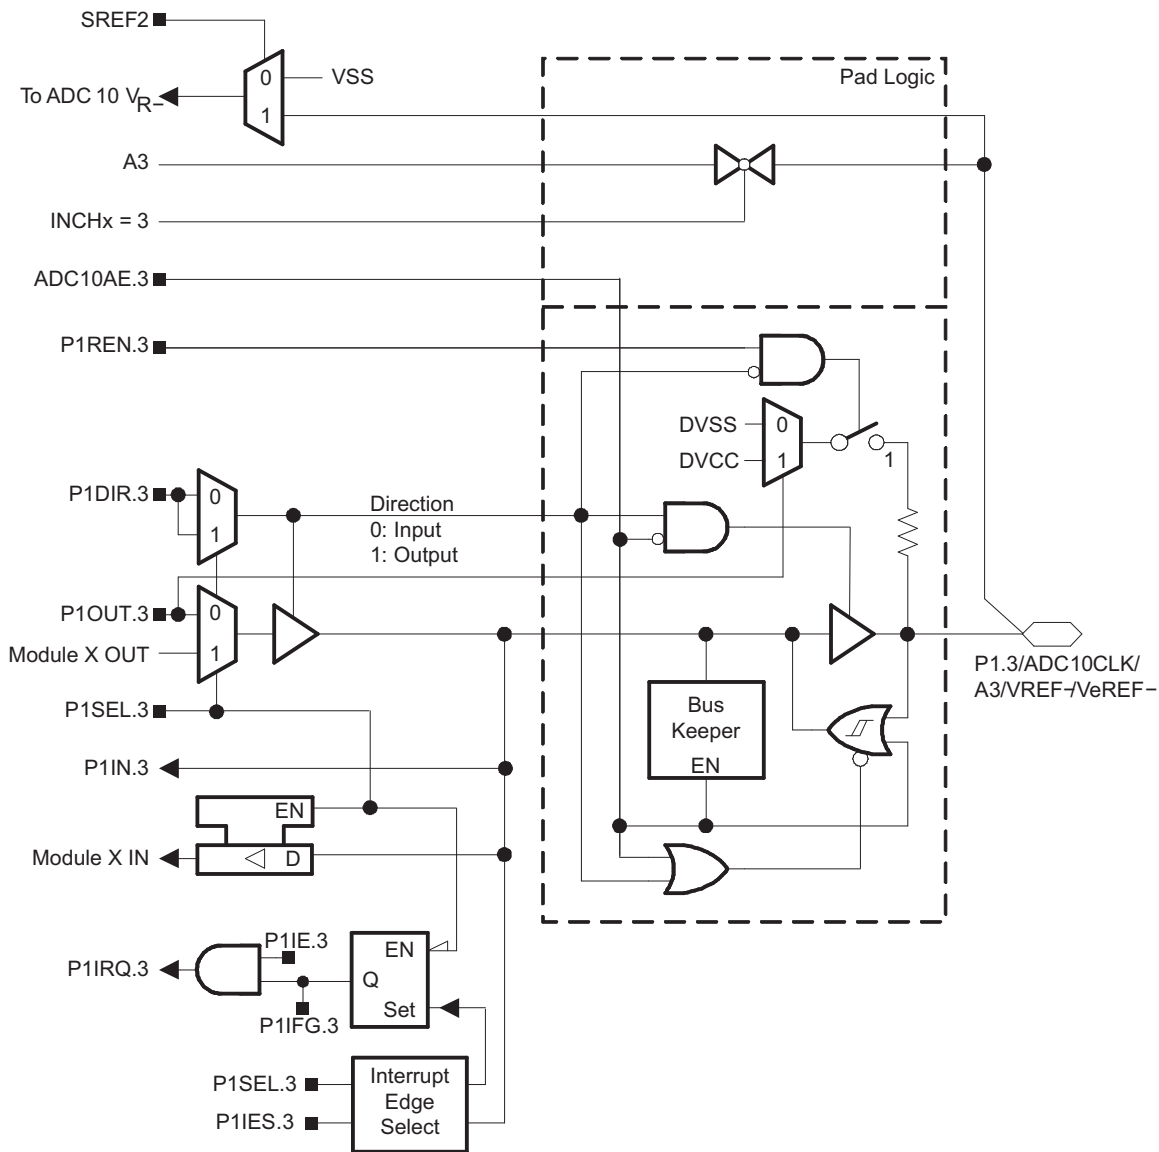 SREF2
0
VSS
Pad Logic
To ADC 10 VR−
1
A3
INCHx = 3
ADC10AE.3
P1REN.3
DVSS
0
DVCC
1
1
P1DIR.3
0
1
Direction
0: Input
1: Output
P1OUT.3
0
Module X OUT
1
P1.3/ADC10CLK/
A3/VREF−/VeREF−
P1SEL.3
Bus
Keeper
EN
P1IN.3
EN
Module X IN
D
P1IE.3
EN
P1IRQ.3
Q
Set
P1IFG.3
P1SEL.3
Interrupt
Edge
Select
P1IES.3